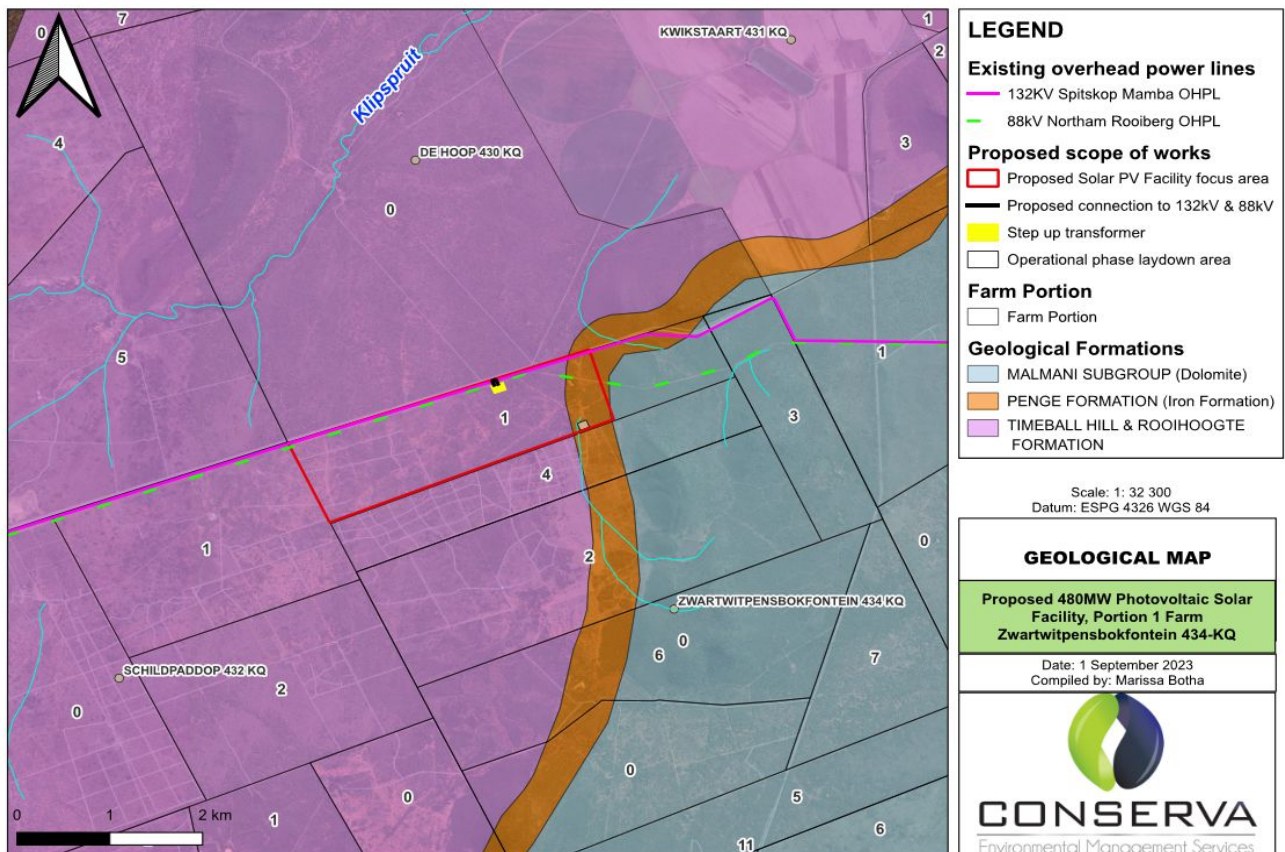 0
7
KWIKSTAART 431 KQ
1
2
Klipspruit
4
DE HOOP 430 KQ
3
0
5
1
1
3
4
1
2
0
ZWARTWITPENSBOKFONTEIN 434 KQ
6
0
7
SCHILDPADDOP 432 KQ
2
0
0
5
0
1
6
11
0
1
2 km
LEGEND
Existing overhead power lines
132KV Spitskop Mamba OHPL
88kV Northam Rooiberg OHPL
Proposed scope of works
Proposed Solar PV Facility focus area
Proposed connection to 132kV & 88kV
Step up transformer
Operational phase laydown area
Farm Portion
Farm Portion
Geological Formations
MALMANI SUBGROUP (Dolomite)
PENGE FORMATION (Iron Formation)
TIMEBALL HILL & ROOIHOOGTE
FORMATION
Scale: 1: 32 300
Datum: ESPG 4326 WGS 84
GEOLOGICAL MAP
Proposed 480MW Photovoltaic Solar
Facility, Portion 1 Farm
Zwartwitpensbokfontein 434-KQ
Date: 1 September 2023
Compiled by: Marissa Botha
CONSERVA
Environmental Management Services